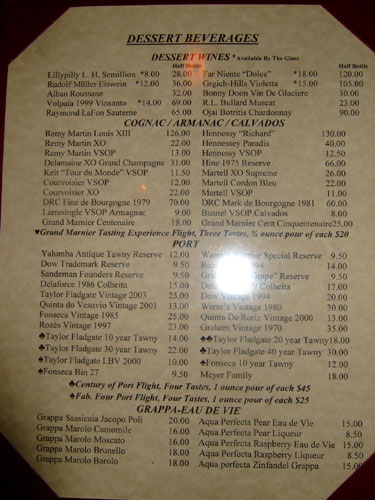 DESSERT BEVERAGES
DESSERT WINES *Available By The Glass
Half Bottle Half Bottle
Lillypilly L. H. Semillion *8.00 28.00 Far Niente "Dolce" *18.00 120.00
Rudolf Müller Eiswein *12.00 36.00 Grgich-Hills Violetta *15.00 105.00
Alban Roussane 32.00 Bonny Doon Vin De Glaciere 30.00
Volpaia 1999 Vinsanto *14.00 69.00 R.L. Bullard Muscat 23.00
Raymond LaFon Sauterne 65.00 Ojai Botritis Chardonnay 90.00
COGNAC/ARMANAC/CALVADOS
Remy Martin Louis XIII 126.00 Hennessy "Richard" 130.00
Remy Martin XO 22.00 Hennessey Paradis 40.00
Remy Martin VSOP 13.00 Hennessy VSOP 12.50
Delamaine XO Grand Champagne 31.00 Hine 1925 Reserve 66.00
Kelt "Tour du Monde" VSOP 11.50 Martell XO Supreme 26.00
Courvoisier VSOP 12.00 Martell Cordon Bleu 22.00
Courvoisier XO 22.00 Martell VSOP 11.00
DRC Fine de Bourgogne 1979 70.00 DRC Mark de Bourgogne 1981 60.00
Larresingle VSOP Armagnac 9.00 Busnel VSOP Calvados 8.00
Grand Marnier Centenaire 18.00 Grand Marnier Cent Cinquentenaire 25.00
♥Grand Marnier Tasting Experience Flight, Three Tastes, ¾ ounce pour of each $20
PORT
Yalumba Antique Tawny Reserve 12.00 Special Reserve 9.50
Dow Trademark Reserve 9.50 14.00
Sandeman Founders Reserve 9.50 Reserve 9.50
Delaforce 1986 Colheita 15.00 Colheita 17.00
Taylor Fladgate Vintage 2003 25.00 Dow Vintage 1994 20.00
Quinta do Vesuvio Vintage 2001 13.00 Warre's Vintage 1980 30.00
Fonseca Vintage 1985 25.00 Quinta De Roriz Vintage 2000 13.00
Rozès Vintage 1997 23.00 Graham Vintage 1970 35.00
♣Taylor Fladgate 10 year Tawny 14.00 ♣♠Taylor Fladgate 20 year Tawny 18.00
♣Taylor Fladgate 30 year Tawny 22.00 ♣Taylor Fladgate 40 year Tawny 30.00
♠Taylor Fladgate LBV 2000 10.00 ♠Fonseca 10 year Tawny 12.00
♠Fonseca Bin 27 9.50 Meyer Family 18.00
♣Century of Port Flight, Four Tastes, 1 ounce pour of each $45
♠Fab. Four Port Flight, Four Tastes, 1 ounce pour of each $25
GRAPPA-EAU DE VIE
Grappa Sassicaia Jacopo Poli 20.00 Aqua Perfecta Pear Eau de Vie 15.00
Grappa Marolo Camomile 16.00 Aqua Perfecta Pear Liqueur 8.50
Grappa Marolo Moscato 16.00 Aqua Perfecta Raspberry Eau de Vie 15.00
Grappa Marolo Brunello 18.00 Aqua Perfecta Raspberry Liqueur 8.50
Grappa Marolo Barolo 18.00 Aqua perfecta Zinfandel Grappa 15.00